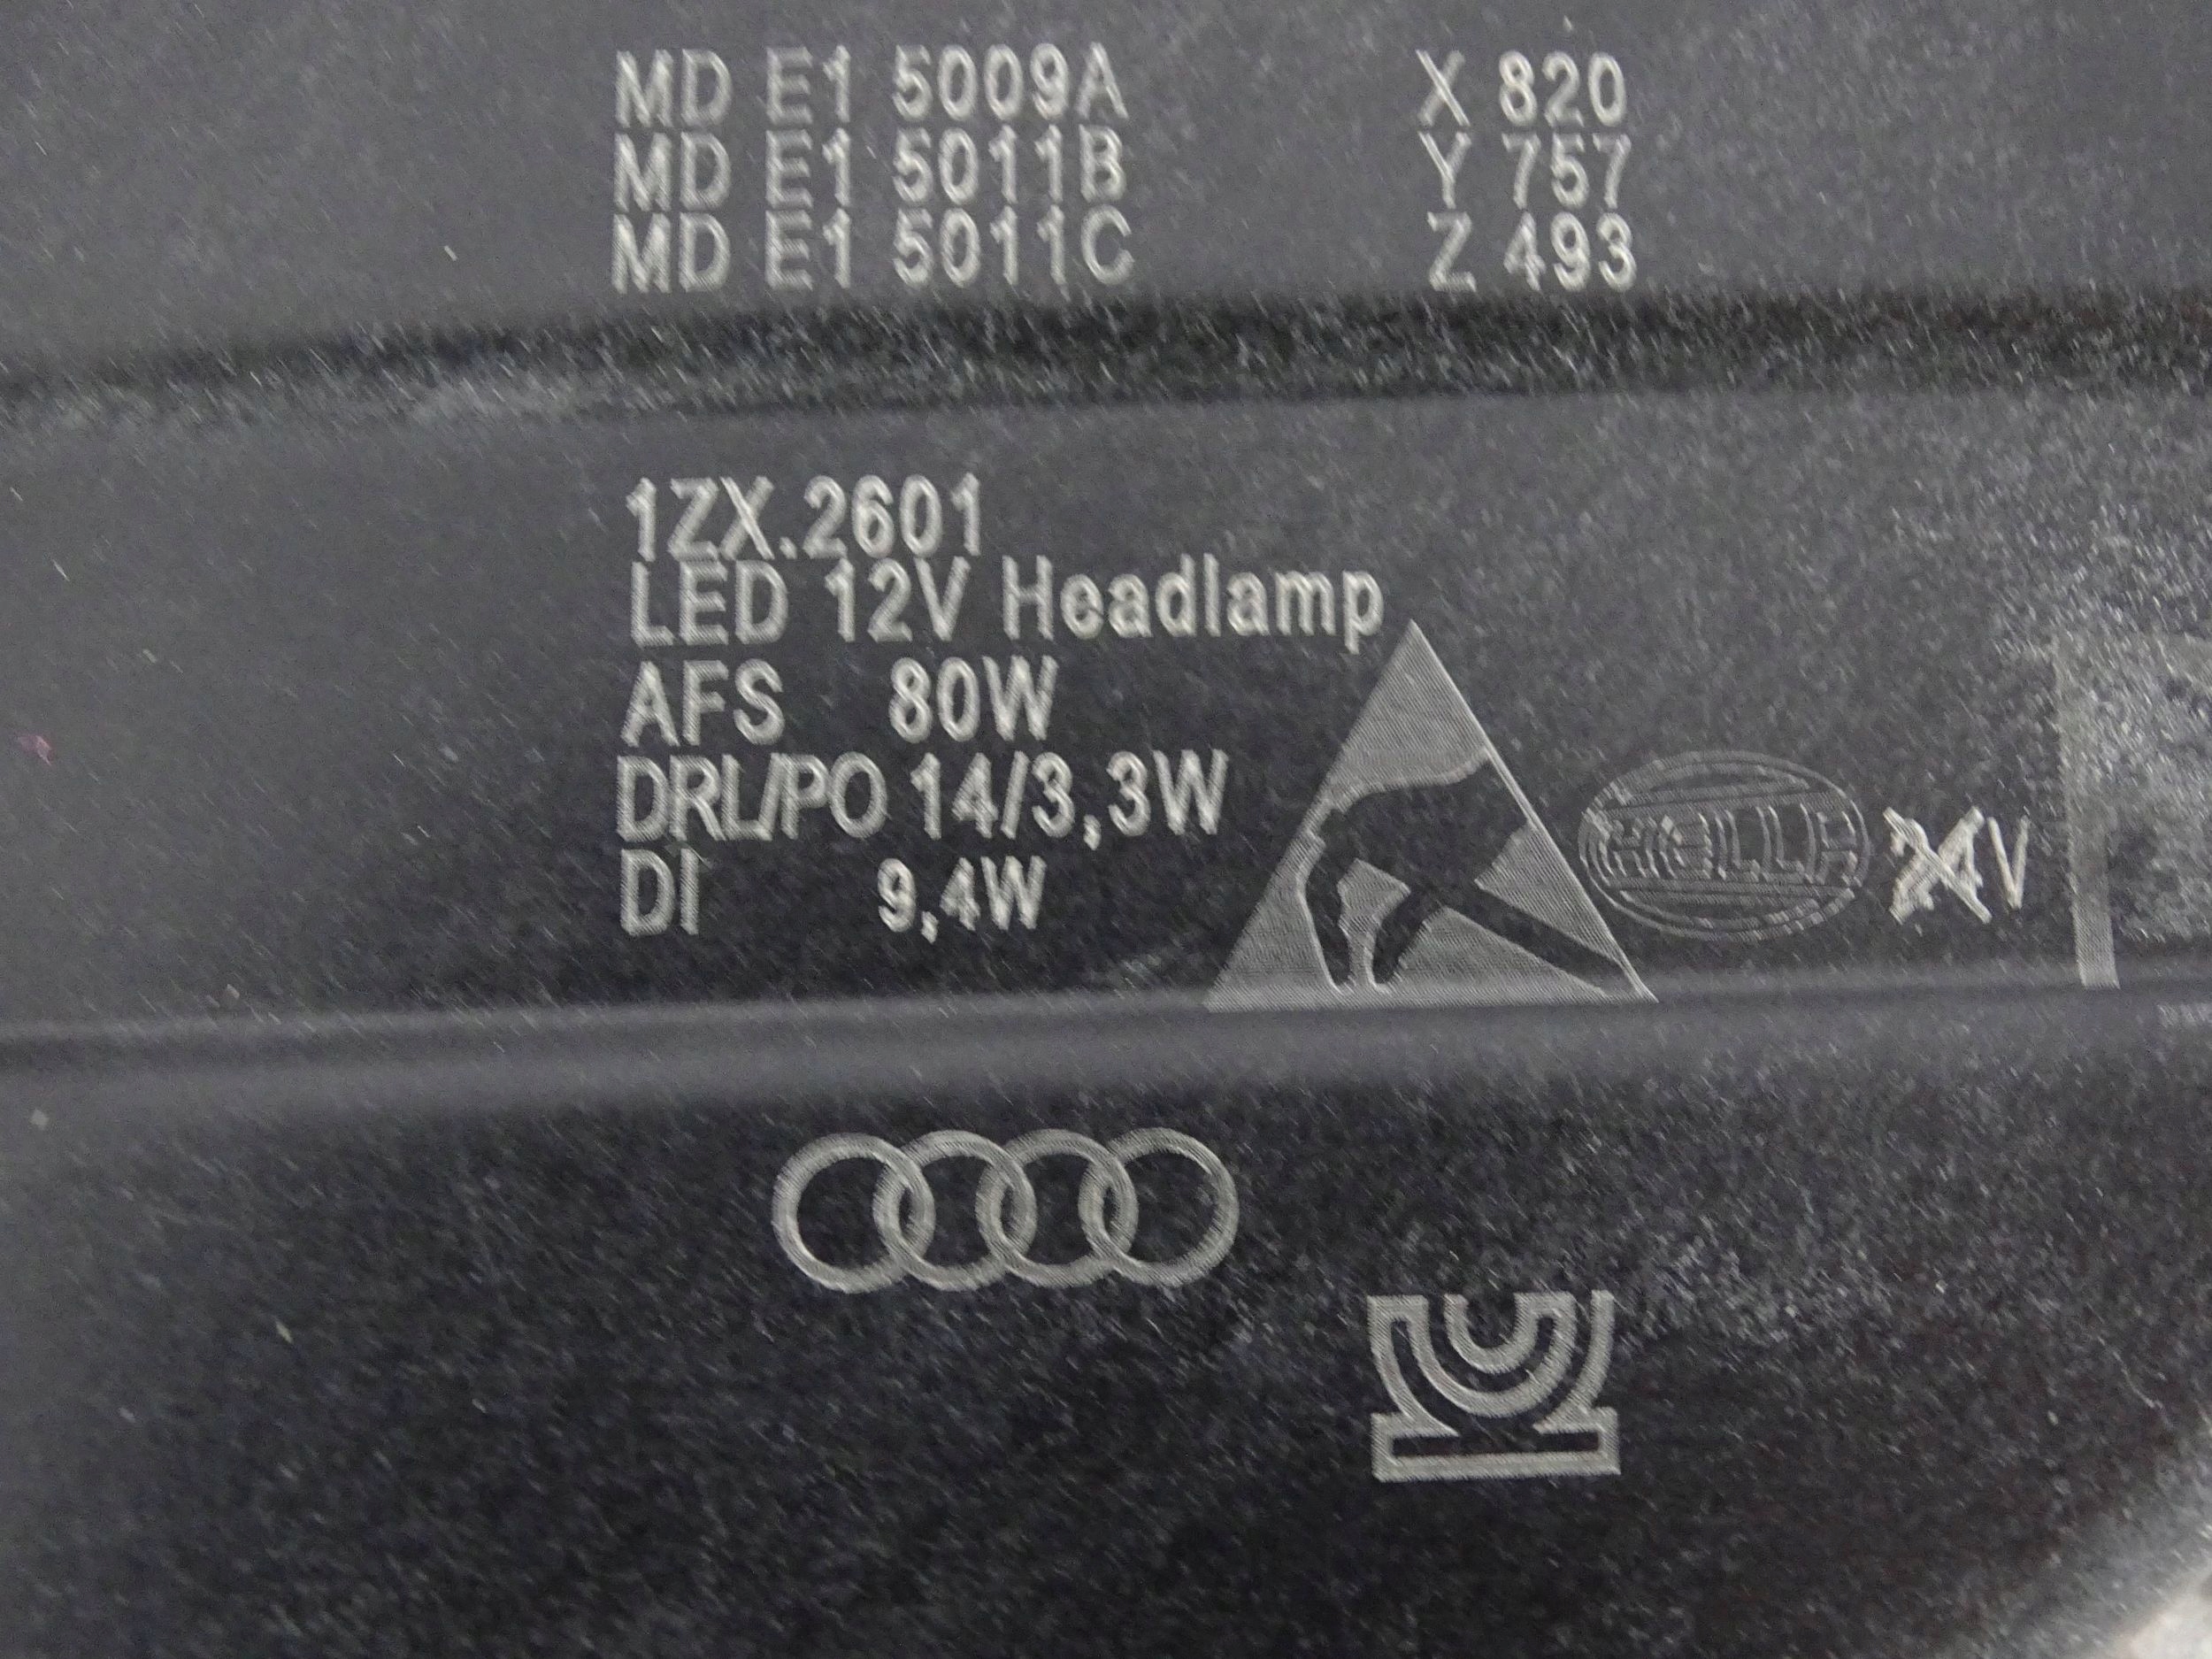 MD E1 5009A X 820
MD E1 5011B Y 757
MD E1 5011C Z 493
1ZX.2601
LED 12V Headlamp
AFS 80W
DRL/PO 14/3,3W
DI 9,4W
HELLA 24V